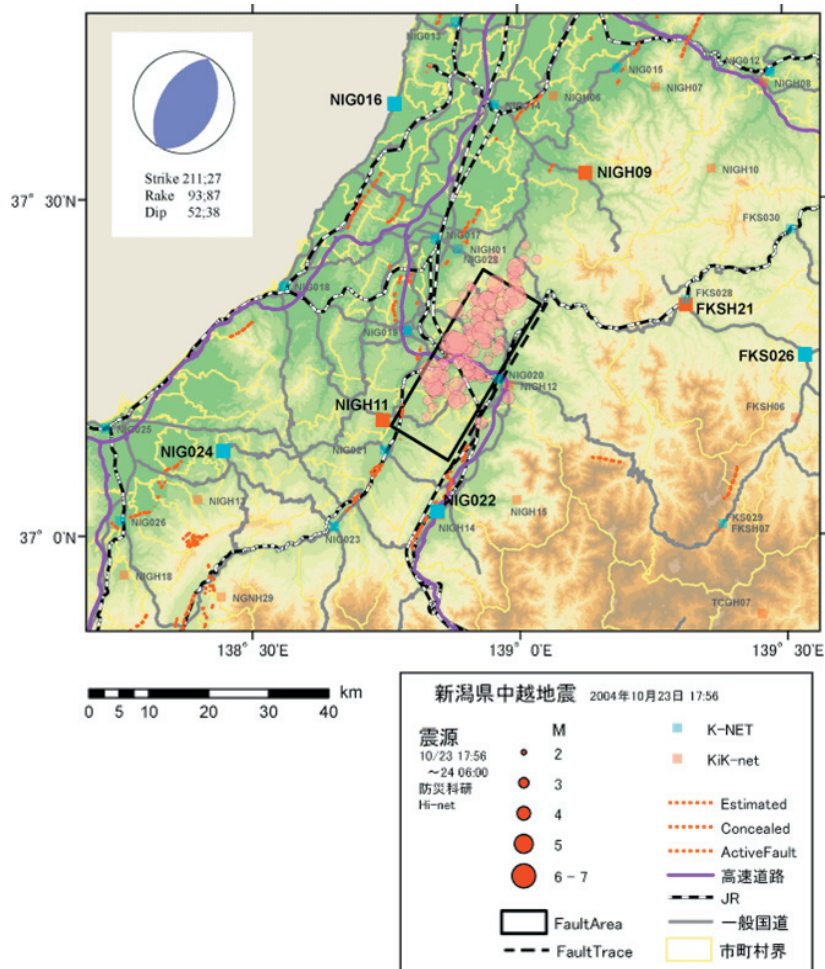 Strike 211;27
Rake 93;87
Dip 52;38
NIG013
NIG015
NIG012
NIGH08
NIGH07
NIGH06
NIG016
NIG014
NIGH09
NIGH10
37° 30′N
FKS030
NIG017
NIGH01
NIG028
NIG018
FKS028
FKSH21
NIG019
FKS026
NIG020
NIGH12
NIGH11
FKSH06
NIG025
NIG024
NIG021
NIGH13
NIG022
NIGH15
NIG026
37° 0′N
NIG023
NIGH14
FKS029
FKSH07
NIGH18
NGNH29
TCGH07
138° 30′E
139° 0′E
139° 30′E
km
0 5 10 20 30 40
新潟県中越地震 2004年10月23日 17:56
震源
10/23 17:56
～24 06:00
防災科研
Hi-net
M
2
3
4
5
6 - 7
FaultArea
FaultTrace
K-NET
KiK-net
Estimated
Concealed
ActiveFault
高速道路
JR
一般国道
市町村界